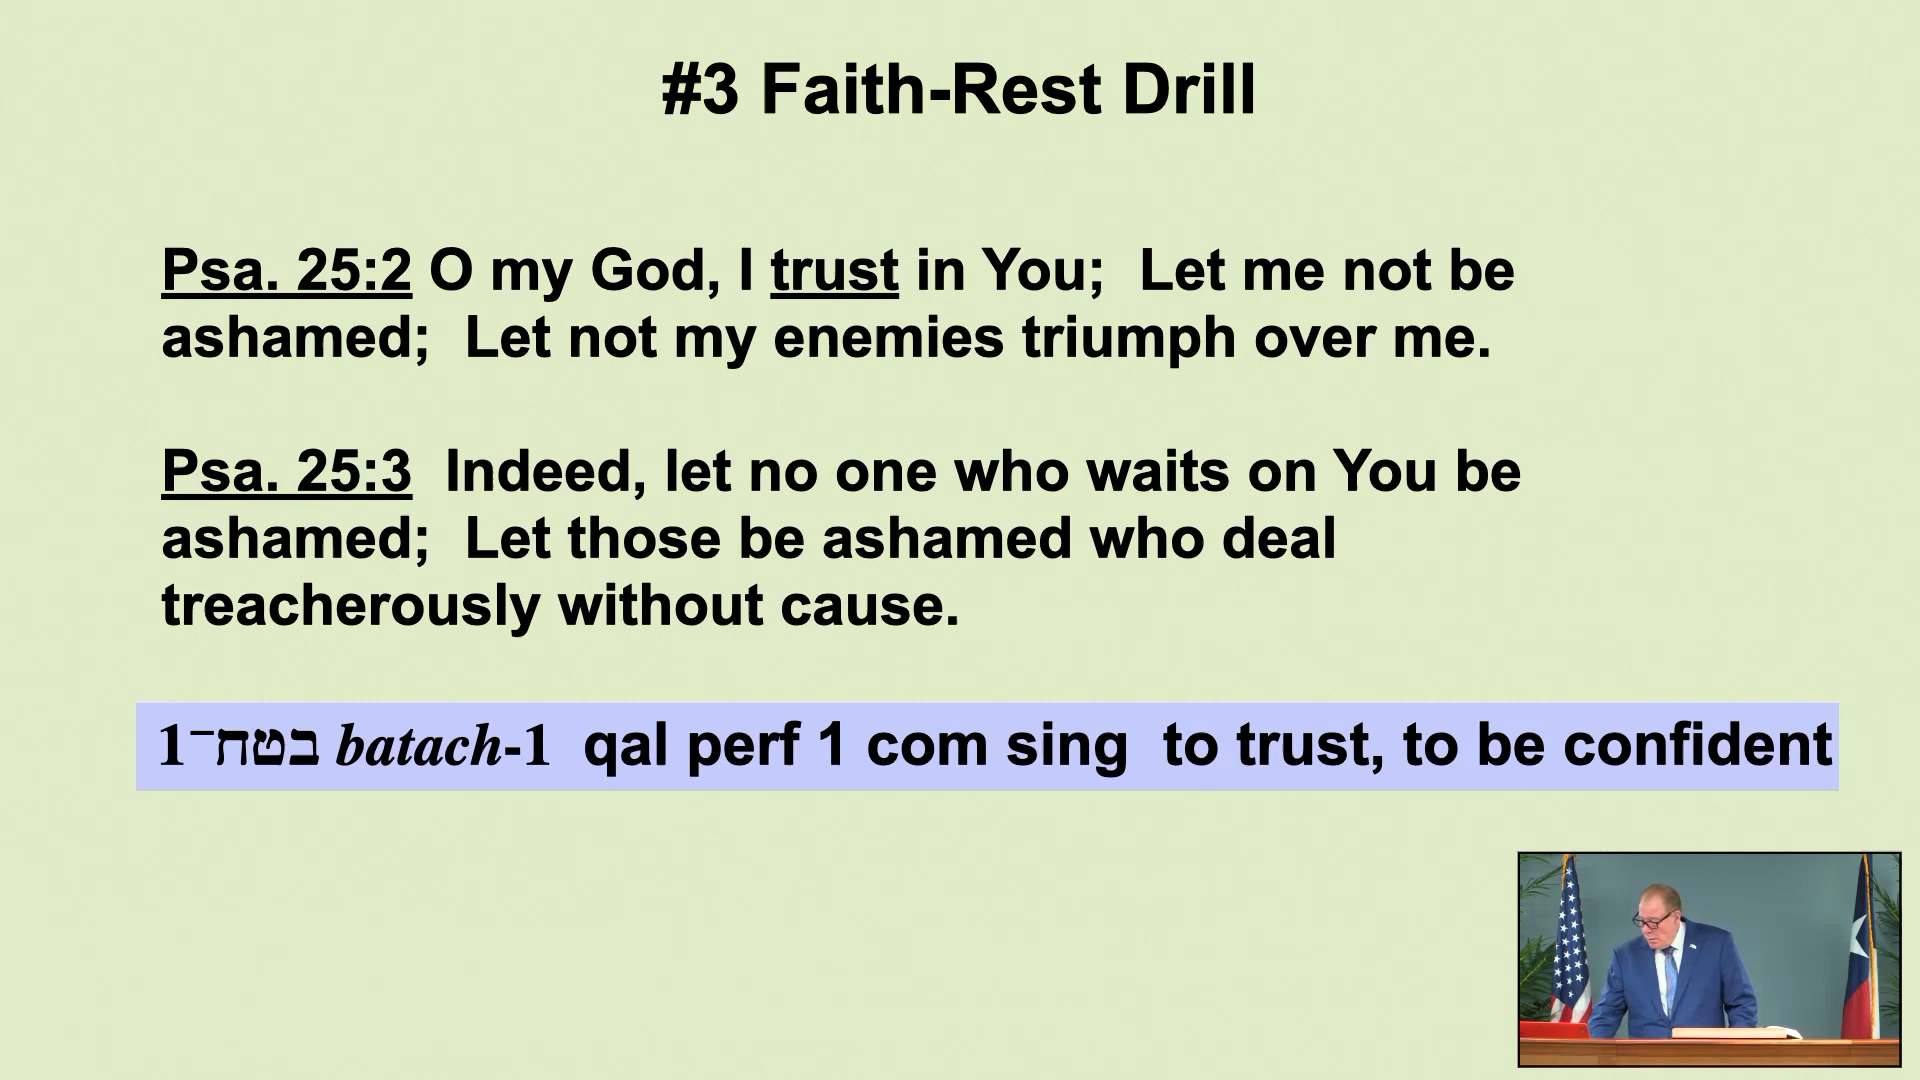 #3 Faith-Rest Drill
Psa. 25:2 O my God, I trust in You;  Let me not be
ashamed;  Let not my enemies triumph over me.
Psa. 25:3  Indeed, let no one who waits on You be
ashamed;  Let those be ashamed who deal
treacherously without cause.
בטח־1 batach-1  qal perf 1 com sing  to trust, to be confident